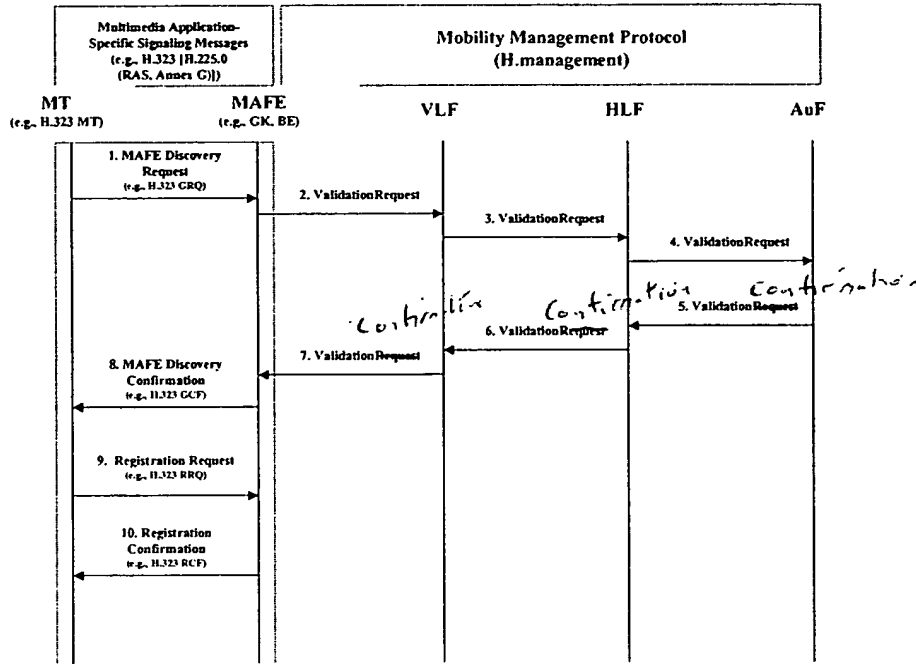 Multimedia Application-
Specific Signaling Messages
(e.g., H.323 [H.225.0
(RAS, Annex G)])
Mobility Management Protocol
(H.management)
MT
(e.g., H.323 MT)
MAFE
(e.g., GK, BE)
VLF
HLF
AuF
1. MAFE Discovery
Request
(e.g., H.323 GRQ)
2. ValidationRequest
3. ValidationRequest
4. ValidationRequest
Confirmation
5. ValidationRequest
Confirmation
6. ValidationRequest
Confirmation
7. ValidationRequest
8. MAFE Discovery
Confirmation
(e.g., H.323 GCF)
9. Registration Request
(e.g., H.323 RRQ)
10. Registration
Confirmation
(e.g., H.323 RCF)